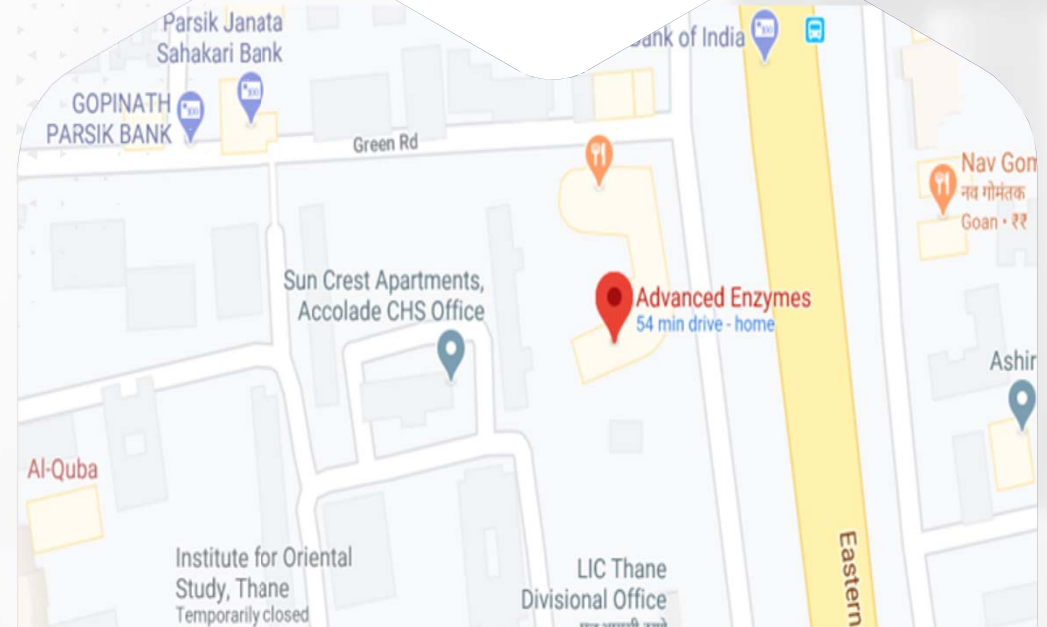 Parsik Janata
Sahakari Bank
Bank of India
GOPINATH
PARSIK BANK
Green Rd
Nav Gom
नव गोमंतक
Goan • ₹₹
Sun Crest Apartments,
Accolade CHS Office
Advanced Enzymes
54 min drive - home
Ashir
Al-Quba
Institute for Oriental
Study, Thane
Temporarily closed
LIC Thane
Divisional Office
Eastern